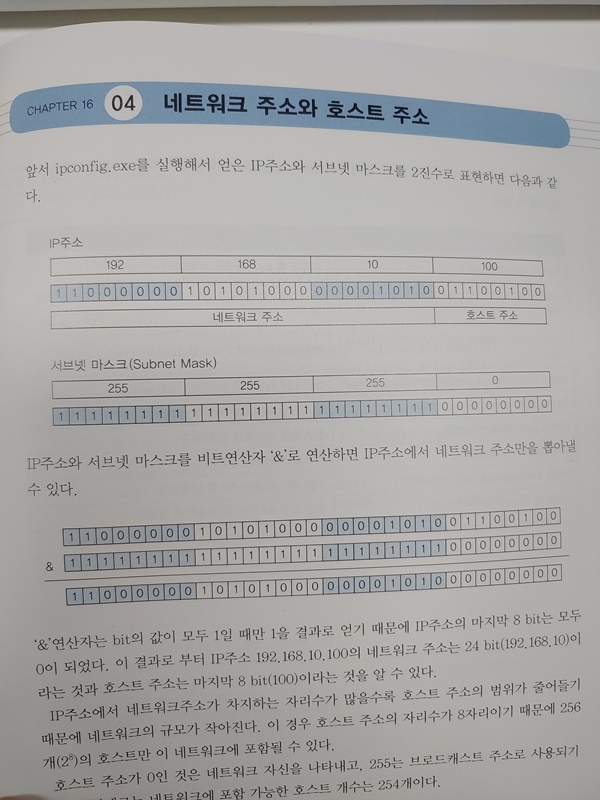 CHAPTER 16 04 네트워크 주소와 호스트 주소
앞서 ipconfig.exe를 실행해서 얻은 IP주소와 서브넷 마스크를 2진수로 표현하면 다음과 같
다.
IP주소
192 168 10 100
1 1 0 0 0 0 0 0 1 0 1 0 1 0 0 0 0 0 0 0 1 0 1 0 0 1 1 0 0 1 0 0
네트워크 주소 호스트 주소
서브넷 마스크(Subnet Mask)
255 255 255 0
1 1 1 1 1 1 1 1 1 1 1 1 1 1 1 1 1 1 1 1 1 1 1 1 0 0 0 0 0 0 0 0
IP주소와 서브넷 마스크를 비트연산자 '&'로 연산하면 IP주소에서 네트워크 주소만을 뽑아낼
수 있다.
1 1 0 0 0 0 0 0 1 0 1 0 1 0 0 0 0 0 0 0 1 0 1 0 0 1 1 0 0 1 0 0
& 1 1 1 1 1 1 1 1 1 1 1 1 1 1 1 1 1 1 1 1 1 1 1 1 0 0 0 0 0 0 0 0
1 1 0 0 0 0 0 0 1 0 1 0 1 0 0 0 0 0 0 0 1 0 1 0 0 0 0 0 0 0 0 0
'&'연산자는 bit의 값이 모두 1일 때만 1을 결과로 얻기 때문에 IP주소의 마지막 8 bit는 모두
0이 되었다. 이 결과로 부터 IP주소 192.168.10.100의 네트워크 주소는 24 bit(192.168.10)이
라는 것과 호스트 주소는 마지막 8 bit(100)이라는 것을 알 수 있다.
IP주소에서 네트워크주소가 차지하는 자리수가 많을수록 호스트 주소의 범위가 줄어들기
때문에 네트워크의 규모가 작아진다. 이 경우 호스트 주소의 자리수가 8자리이기 때문에 256
개(2⁸)의 호스트만 이 네트워크에 포함될 수 있다.
호스트 주소가 0인 것은 네트워크 자신을 나타내고, 255는 브로드캐스트 주소로 사용되기
네트워크에 포함 가능한 호스트 개수는 254개이다.